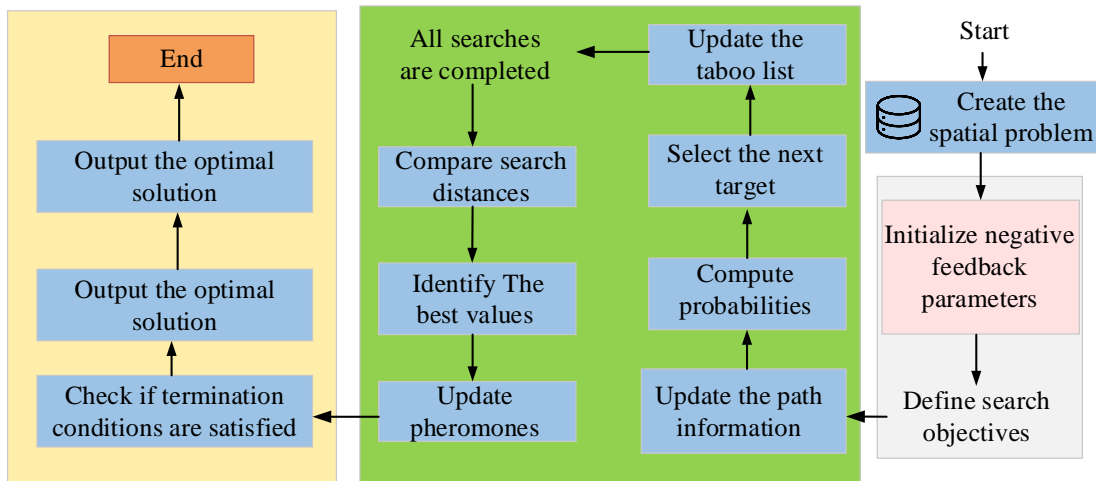 Start
Create the
spatial problem
Initialize negative
feedback
parameters
Define search
objectives
Update the path
information
Compute
probabilities
Select the next
target
Update the
taboo list
All searches
are completed
Compare search
distances
Identify The
best values
Update
pheromones
Check if termination
conditions are satisfied
Output the optimal
solution
Output the optimal
solution
End